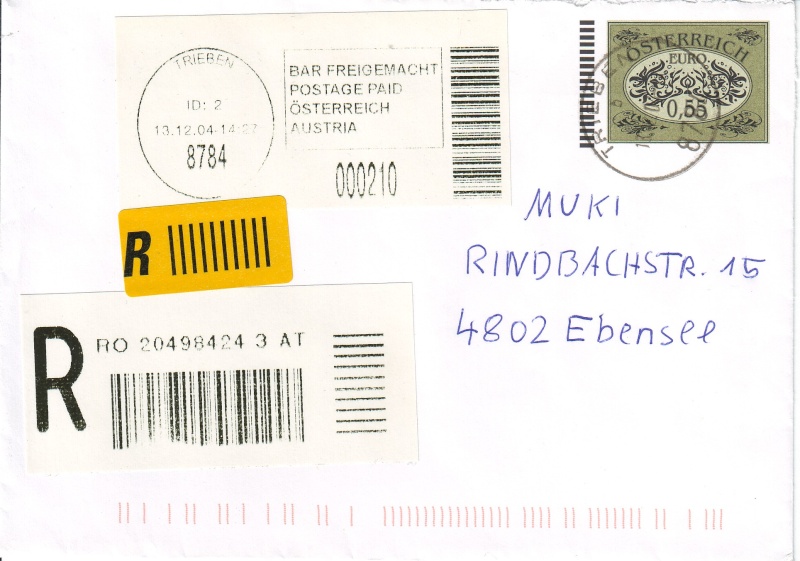 TRIEBEN
ID: 2
13.12.04-14:27
8784
BAR FREIGEMACHT
POSTAGE PAID
ÖSTERREICH
AUSTRIA
000210
ÖSTERREICH
EURO
0,55
TRIEBEN
MUKI
RINDBACHSTR. 15
4802 Ebensee
R
R
RO 20498424 3 AT